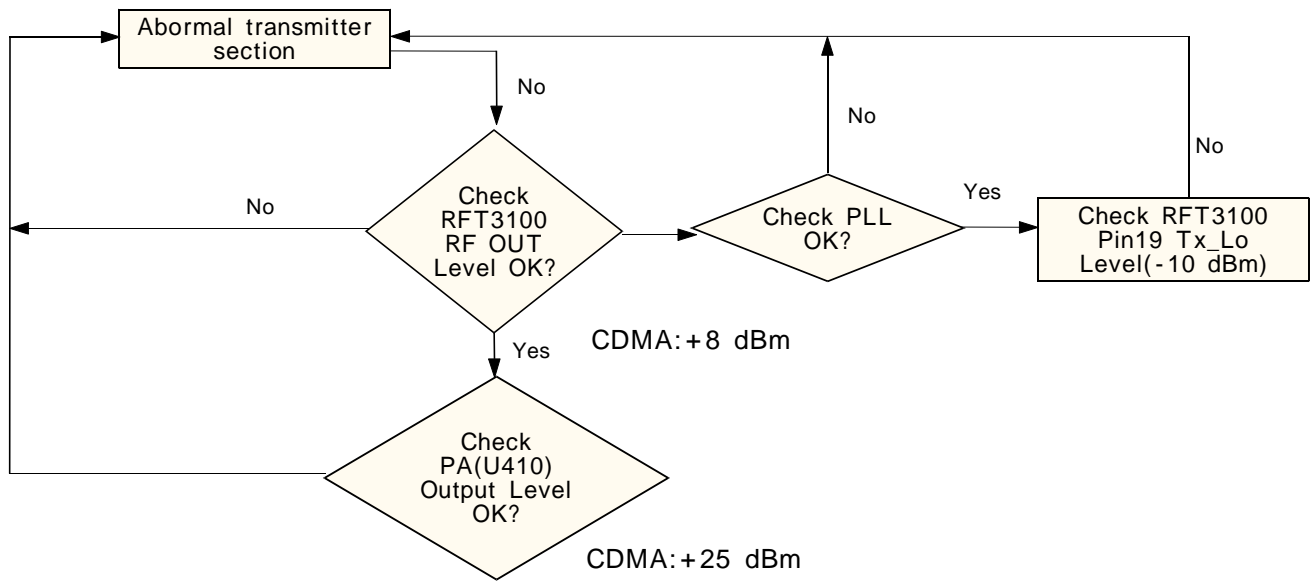 Abormal transmitter
section
No
No
No
No
Check
RFT3100
RF OUT
Level OK?
Check PLL
OK?
Yes
Check RFT3100
Pin19 Tx_Lo
Level(-10 dBm)
Yes
CDMA:+8 dBm
Check
PA(U410)
Output Level
OK?
CDMA:+25 dBm